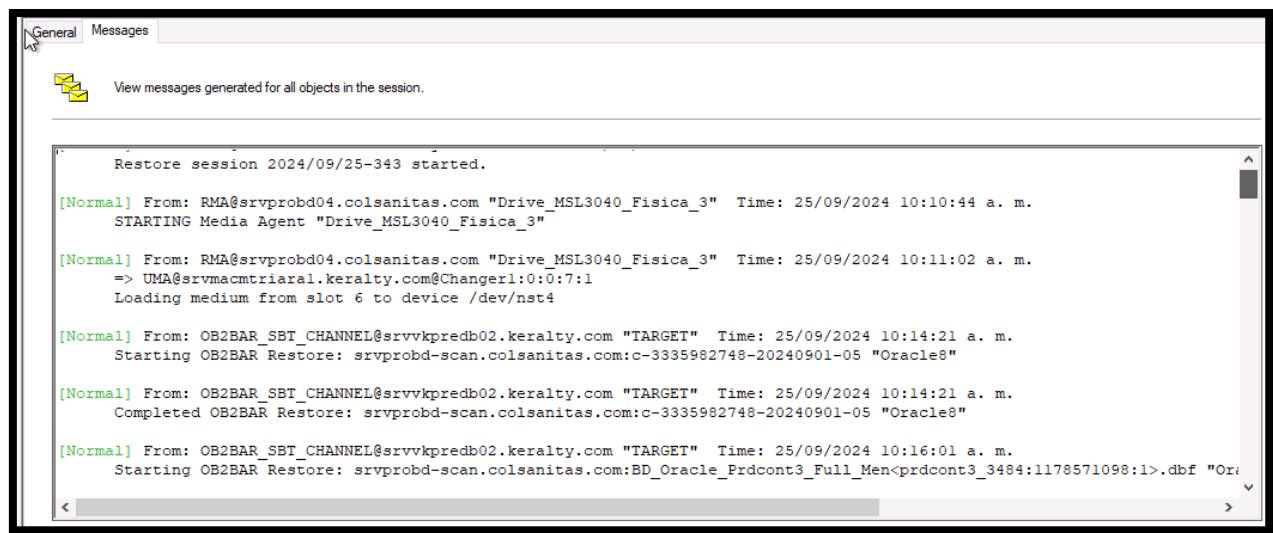 General Messages
View messages generated for all objects in the session.
Restore session 2024/09/25-343 started.
[Normal] From: RMA@srvprobd04.colsanitas.com "Drive_MSL3040_Fisica_3" Time: 25/09/2024 10:10:44 a. m.
STARTING Media Agent "Drive_MSL3040_Fisica_3"
[Normal] From: RMA@srvprobd04.colsanitas.com "Drive_MSL3040_Fisica_3" Time: 25/09/2024 10:11:02 a. m.
=> UMA@srvmacmtriara1.keralty.com@Changer1:0:0:7:1
Loading medium from slot 6 to device /dev/nst4
[Normal] From: OB2BAR_SBT_CHANNEL@srvvkpredb02.keralty.com "TARGET" Time: 25/09/2024 10:14:21 a. m.
Starting OB2BAR Restore: srvprobd-scan.colsanitas.com:c-3335982748-20240901-05 "Oracle8"
[Normal] From: OB2BAR_SBT_CHANNEL@srvvkpredb02.keralty.com "TARGET" Time: 25/09/2024 10:14:21 a. m.
Completed OB2BAR Restore: srvprobd-scan.colsanitas.com:c-3335982748-20240901-05 "Oracle8"
[Normal] From: OB2BAR_SBT_CHANNEL@srvvkpredb02.keralty.com "TARGET" Time: 25/09/2024 10:16:01 a. m.
Starting OB2BAR Restore: srvprobd-scan.colsanitas.com:BD_Oracle_Prdcont3_Full_Men<prdcont3_3484:1178571098:1>.dbf